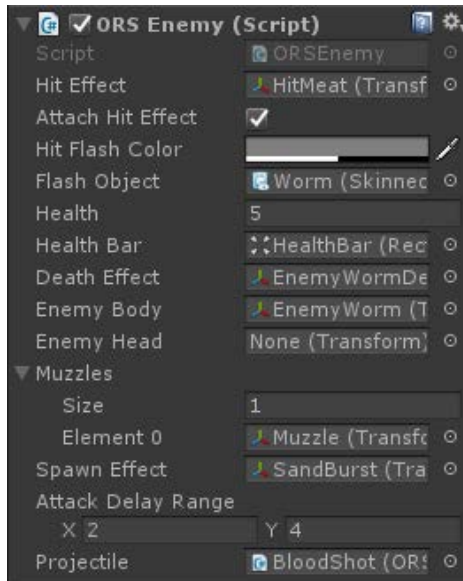 ORS Enemy (Script)
Script ORSEnemy
Hit Effect HitMeat (Transf
Attach Hit Effect
Hit Flash Color
Flash Object Worm (Skinnec
Health 5
Health Bar HealthBar (Rec
Death Effect EnemyWormDe
Enemy Body EnemyWorm (T
Enemy Head None (Transform)
Muzzles
Size 1
Element 0 Muzzle (Transfo
Spawn Effect SandBurst (Tra
Attack Delay Range
X 2 Y 4
Projectile BloodShot (ORS